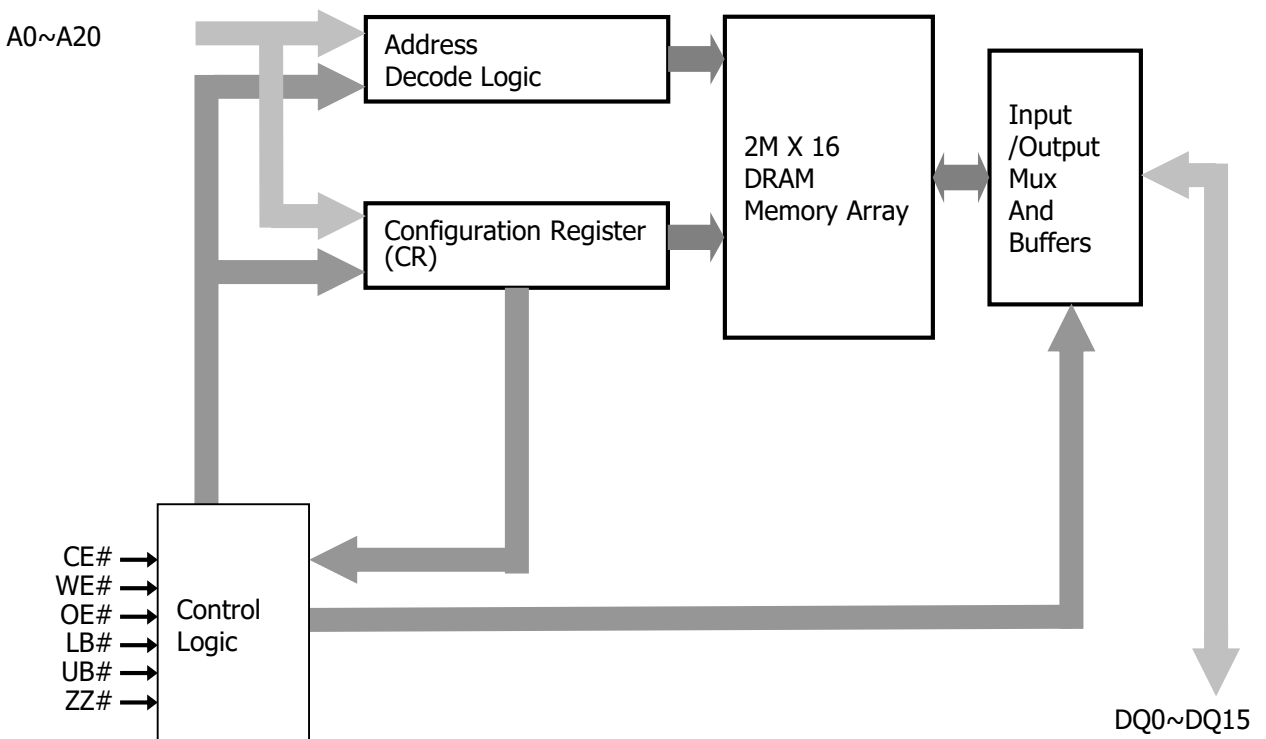 A0~A20
Address
Decode Logic
Configuration Register
(CR)
2M X 16
DRAM
Memory Array
Input
/Output
Mux
And
Buffers
CE#
WE#
OE#
LB#
UB#
ZZ#
Control
Logic
DQ0~DQ15